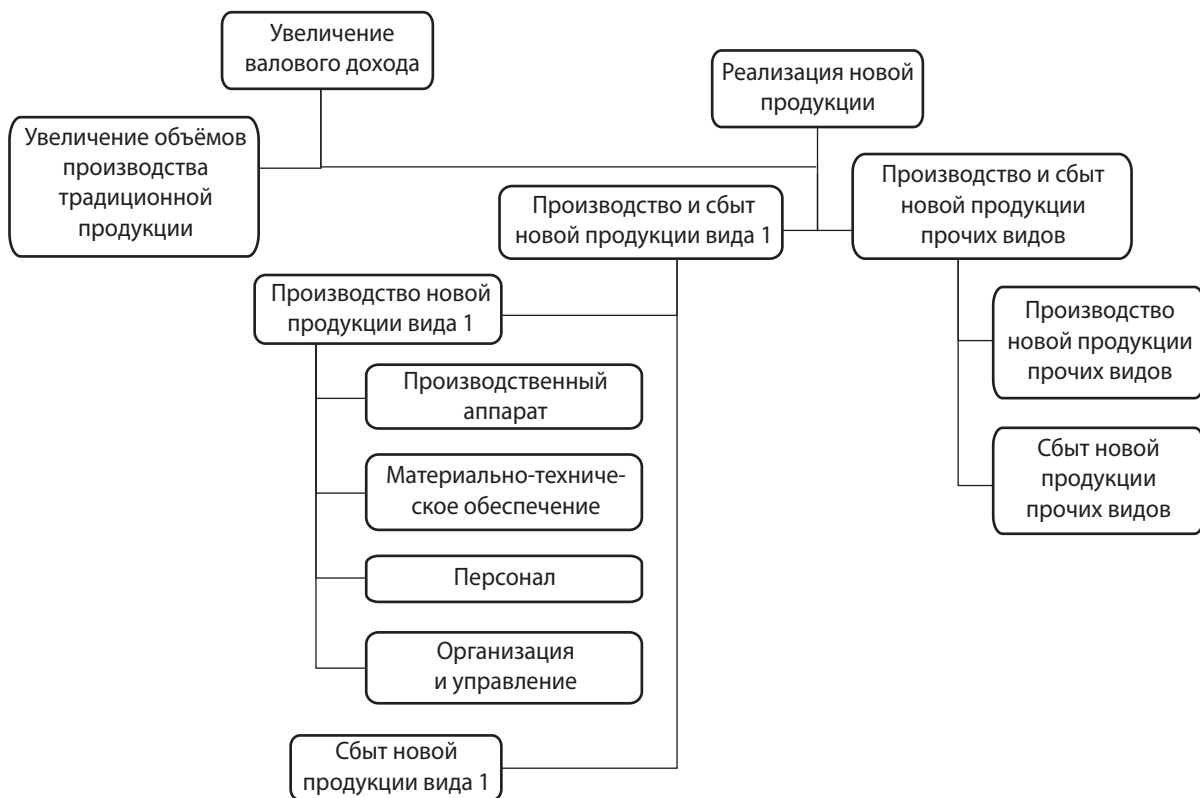 Увеличение
валового дохода
Реализация новой
продукции
Увеличение объёмов
производства
традиционной
продукции
Производство и сбыт
новой продукции вида 1
Производство и сбыт
новой продукции
прочих видов
Производство новой
продукции вида 1
Производство
новой продукции
прочих видов
Производственный
аппарат
Материально-техниче-
ское обеспечение
Сбыт новой
продукции
прочих видов
Персонал
Организация
и управление
Сбыт новой
продукции вида 1